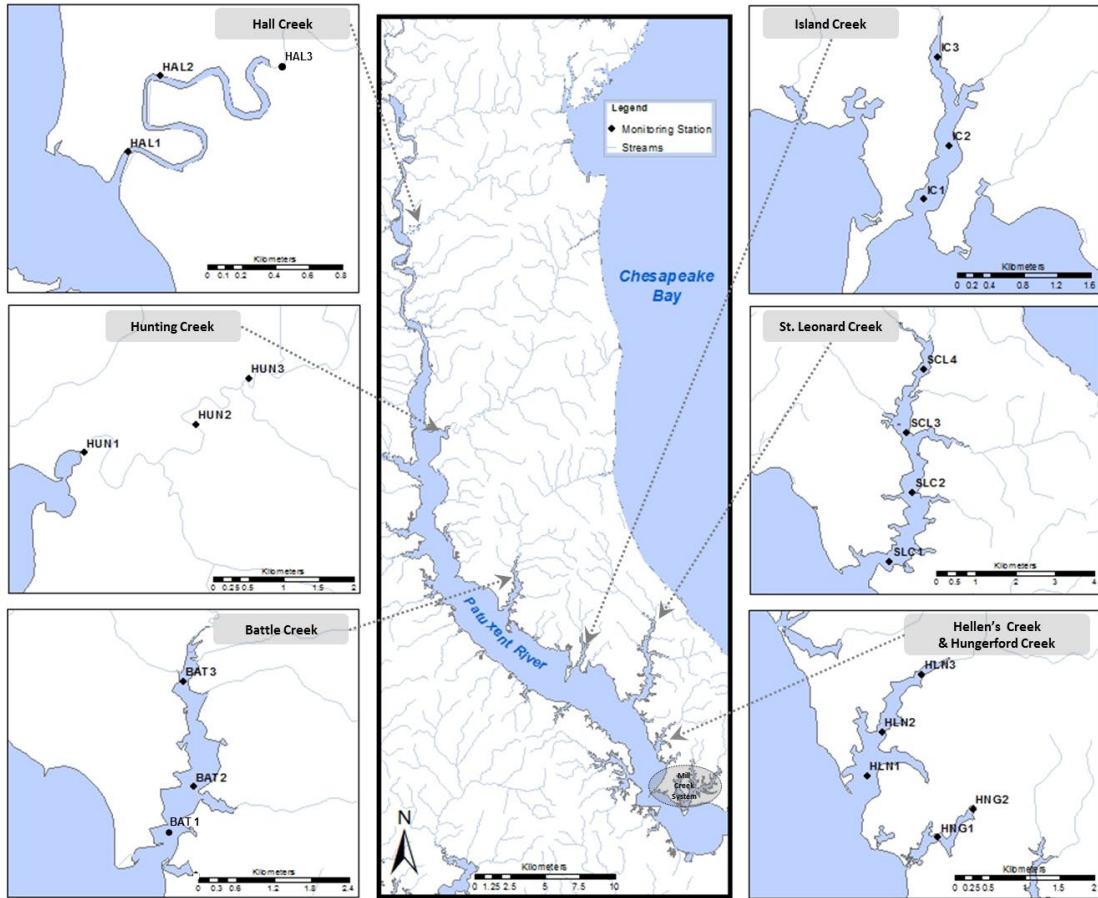 Hall Creek
HAL3
HAL2
HAL1
Kilometers
0 0.1 0.2 0.4 0.6 0.8
Hunting Creek
HUN3
HUN2
HUN1
Kilometers
0 0.25 0.5 1 1.5 2
Battle Creek
BAT3
BAT2
BAT1
Kilometers
0 0.3 0.6 1.2 1.8 2.4
Legend
Monitoring Station
Streams
Chesapeake
Bay
Patuxent River
Mill
Creek
System
N
Kilometers
0 1.25 2.5 5 7.5 10
Island Creek
IC3
IC2
IC1
Kilometers
0 0.2 0.4 0.8 1.2 1.6
St. Leonard Creek
SCL4
SCL3
SLC2
SLC1
Kilometers
0 0.5 1 2 3 4
Hellen's Creek
& Hungerford Creek
HLN3
HLN2
HLN1
HNG2
HNG1
Kilometers
0 0.25 0.5 1 1.5 2